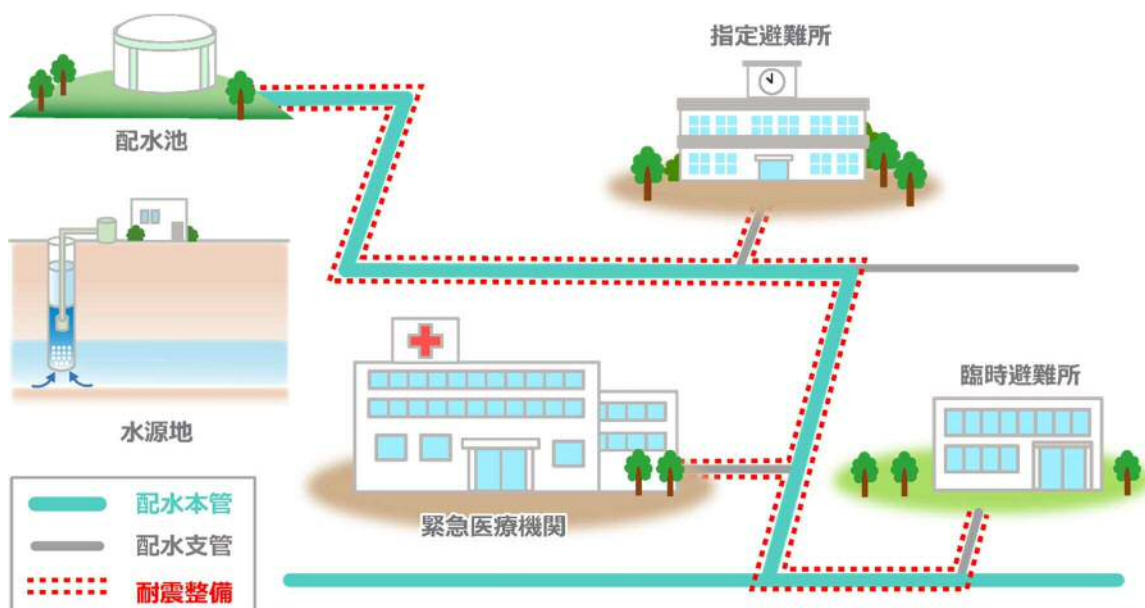 指定避難所
配水池
水源地
臨時避難所
緊急医療機関
配水本管
配水支管
耐震整備